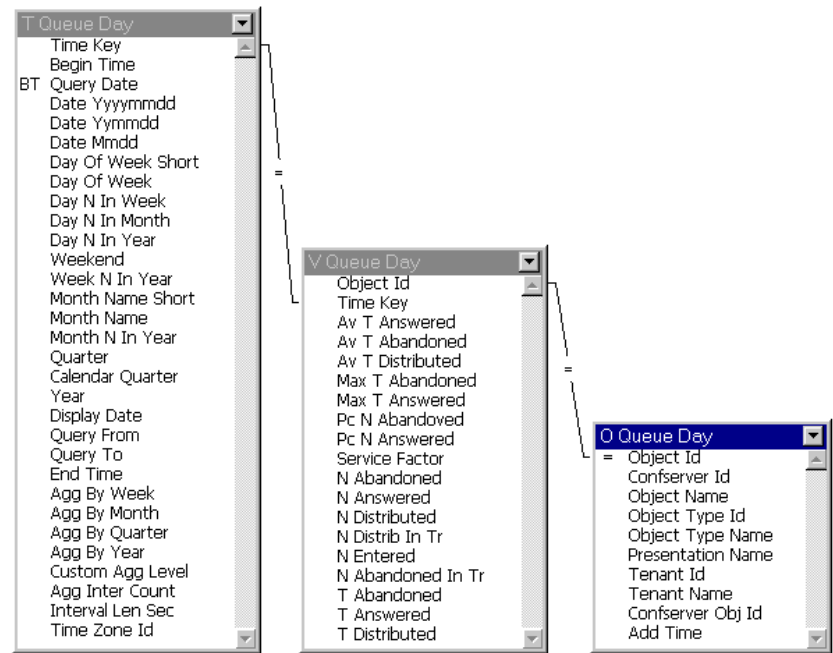 T Queue Day
Time Key
Begin Time
BT Query Date
Date Yyyymmdd
Date Yymmdd
Date Mmdd
Day Of Week Short
Day Of Week
Day N In Week
Day N In Month
Day N In Year
Weekend
Week N In Year
Month Name Short
Month Name
Month N In Year
Quarter
Calendar Quarter
Year
Display Date
Query From
Query To
End Time
Agg By Week
Agg By Month
Agg By Quarter
Agg By Year
Custom Agg Level
Agg Inter Count
Interval Len Sec
Time Zone Id
=
V Queue Day
Object Id
Time Key
Av T Answered
Av T Abandoned
Av T Distributed
Max T Abandoned
Max T Answered
Pc N Abandoved
Pc N Answered
Service Factor
N Abandoned
N Answered
N Distributed
N Distrib In Tr
N Entered
N Abandoned In Tr
T Abandoned
T Answered
T Distributed
=
O Queue Day
= Object Id
Confserver Id
Object Name
Object Type Id
Object Type Name
Presentation Name
Tenant Id
Tenant Name
Confserver Obj Id
Add Time